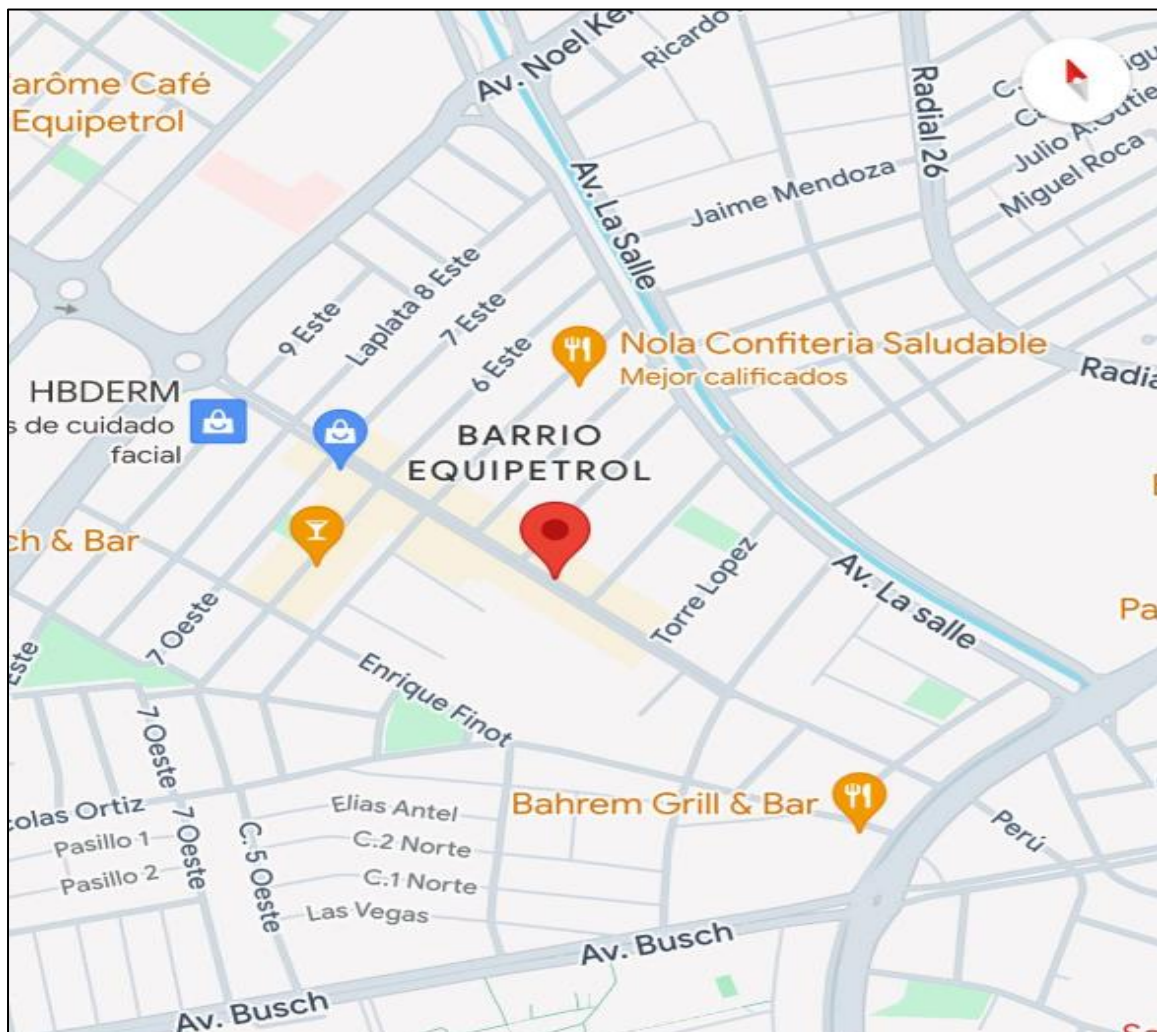 Av. Noel Ke
Ricardo
arôme Café
Equipetrol
Radial 26
Julio A.Gutie
Miguel Roca
Jaime Mendoza
Av. La Salle
9 Este
Laplata 8 Este
7 Este
6 Este
Nola Confiteria Saludable
Mejor calificados
Radia
HBDERM
s de cuidado
facial
BARRIO
EQUIPETROL
ch & Bar
Torre Lopez
Av. La salle
Pa
7 Oeste
Este
Enrique Finot
7 Oeste
olas Ortiz
Pasillo 1
Pasillo 2
7 Oeste
C. 5 Oeste
Elias Antel
C.2 Norte
C.1 Norte
Las Vegas
Bahrem Grill & Bar
Perú
Av. Busch
Av. Busch